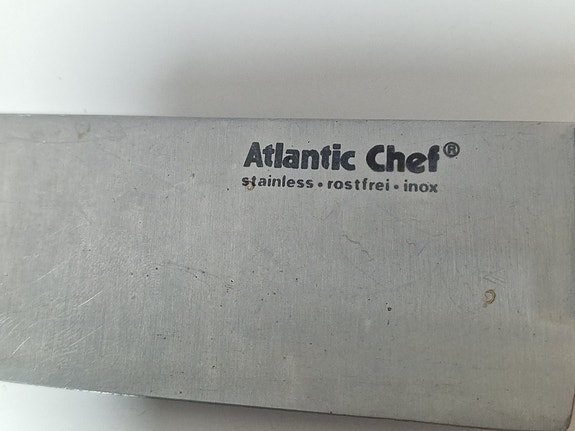 Atlantic Chef®
stainless • rostfrei • inox